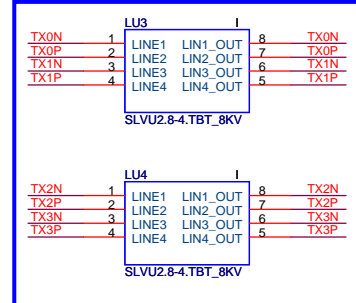 LU3 I
TX0N 1 LINE1 LIN1_OUT 8 TX0N
TX0P 2 LINE2 LIN2_OUT 7 TX0P
TX1N 3 LINE3 LIN3_OUT 6 TX1N
TX1P 4 LINE4 LIN4_OUT 5 TX1P
SLVU2.8-4.TBT_8KV
LU4 I
TX2N 1 LINE1 LIN1_OUT 8 TX2N
TX2P 2 LINE2 LIN2_OUT 7 TX2P
TX3N 3 LINE3 LIN3_OUT 6 TX3N
TX3P 4 LINE4 LIN4_OUT 5 TX3P
SLVU2.8-4.TBT_8KV